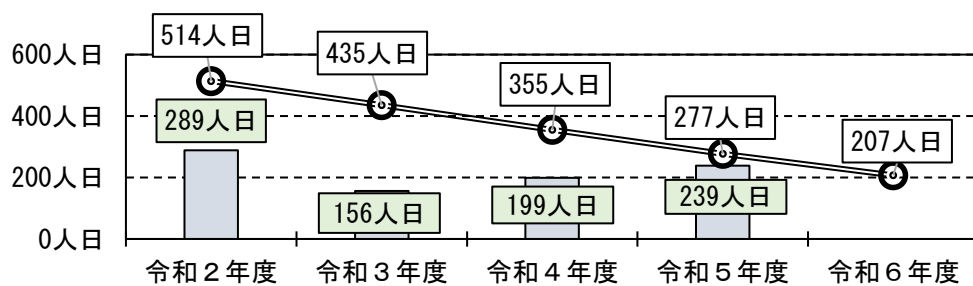 514人日
435人日
355人日
277人日
207人日
600人日
400人日
200人日
0人日
289人日
156人日
199人日
239人日
令和２年度
令和３年度
令和４年度
令和５年度
令和６年度